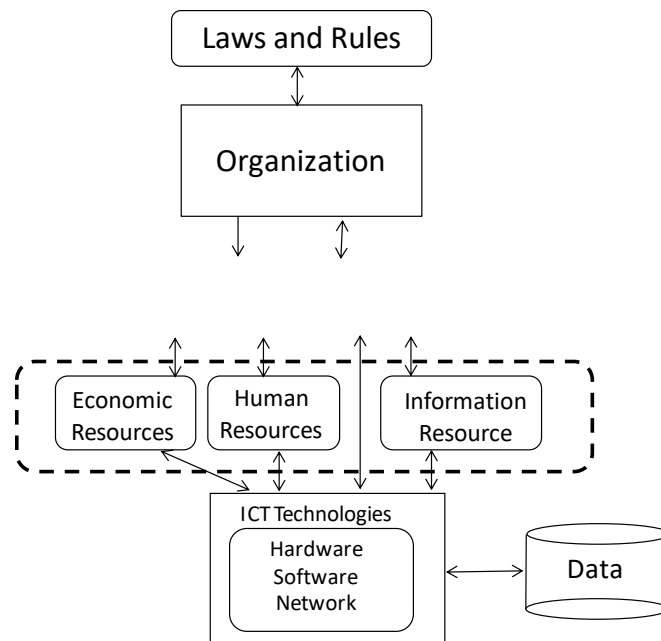 Laws and Rules
Organization
Economic
Resources
Human
Resources
Information
Resource
ICT Technologies
Hardware
Software
Network
Data